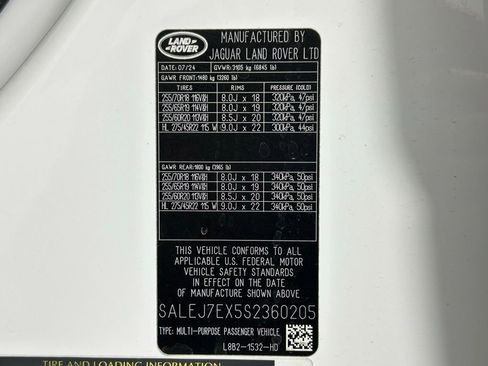 LAND ROVER
MANUFACTURED BY
JAGUAR LAND ROVER LTD
DATE: 07/24 GVWR: 3105 kg (6845 lb)
GAWR FRONT: 1480 kg (3260 lb)
TIRES RIMS PRESSURE (COLD)
255/70R18 116V&H 8.0J x 18 320kPa, 47psi
255/65R19 114V&H 8.0J x 19 320kPa, 47psi
255/60R20 113V&H 8.5J x 20 320kPa, 47psi
HL 275/45R22 115 W 9.0J x 22 300kPa, 44psi
GAWR REAR: 1800 kg (3965 lb)
255/70R18 116V&H 8.0J x 18 340kPa, 50psi
255/65R19 114V&H 8.0J x 19 340kPa, 50psi
255/60R20 113V&H 8.5J x 20 340kPa, 50psi
HL 275/45R22 115 W 9.0J x 22 340kPa, 50psi
THIS VEHICLE CONFORMS TO ALL
APPLICABLE U.S. FEDERAL MOTOR
VEHICLE SAFETY STANDARDS
IN EFFECT ON THE DATE
OF MANUFACTURE SHOWN ABOVE
SALEJ7EX5S2360205
TYPE: MULTI-PURPOSE PASSENGER VEHICLE
L8B2-1532-HD
TIRE AND LOADING INFORMATION